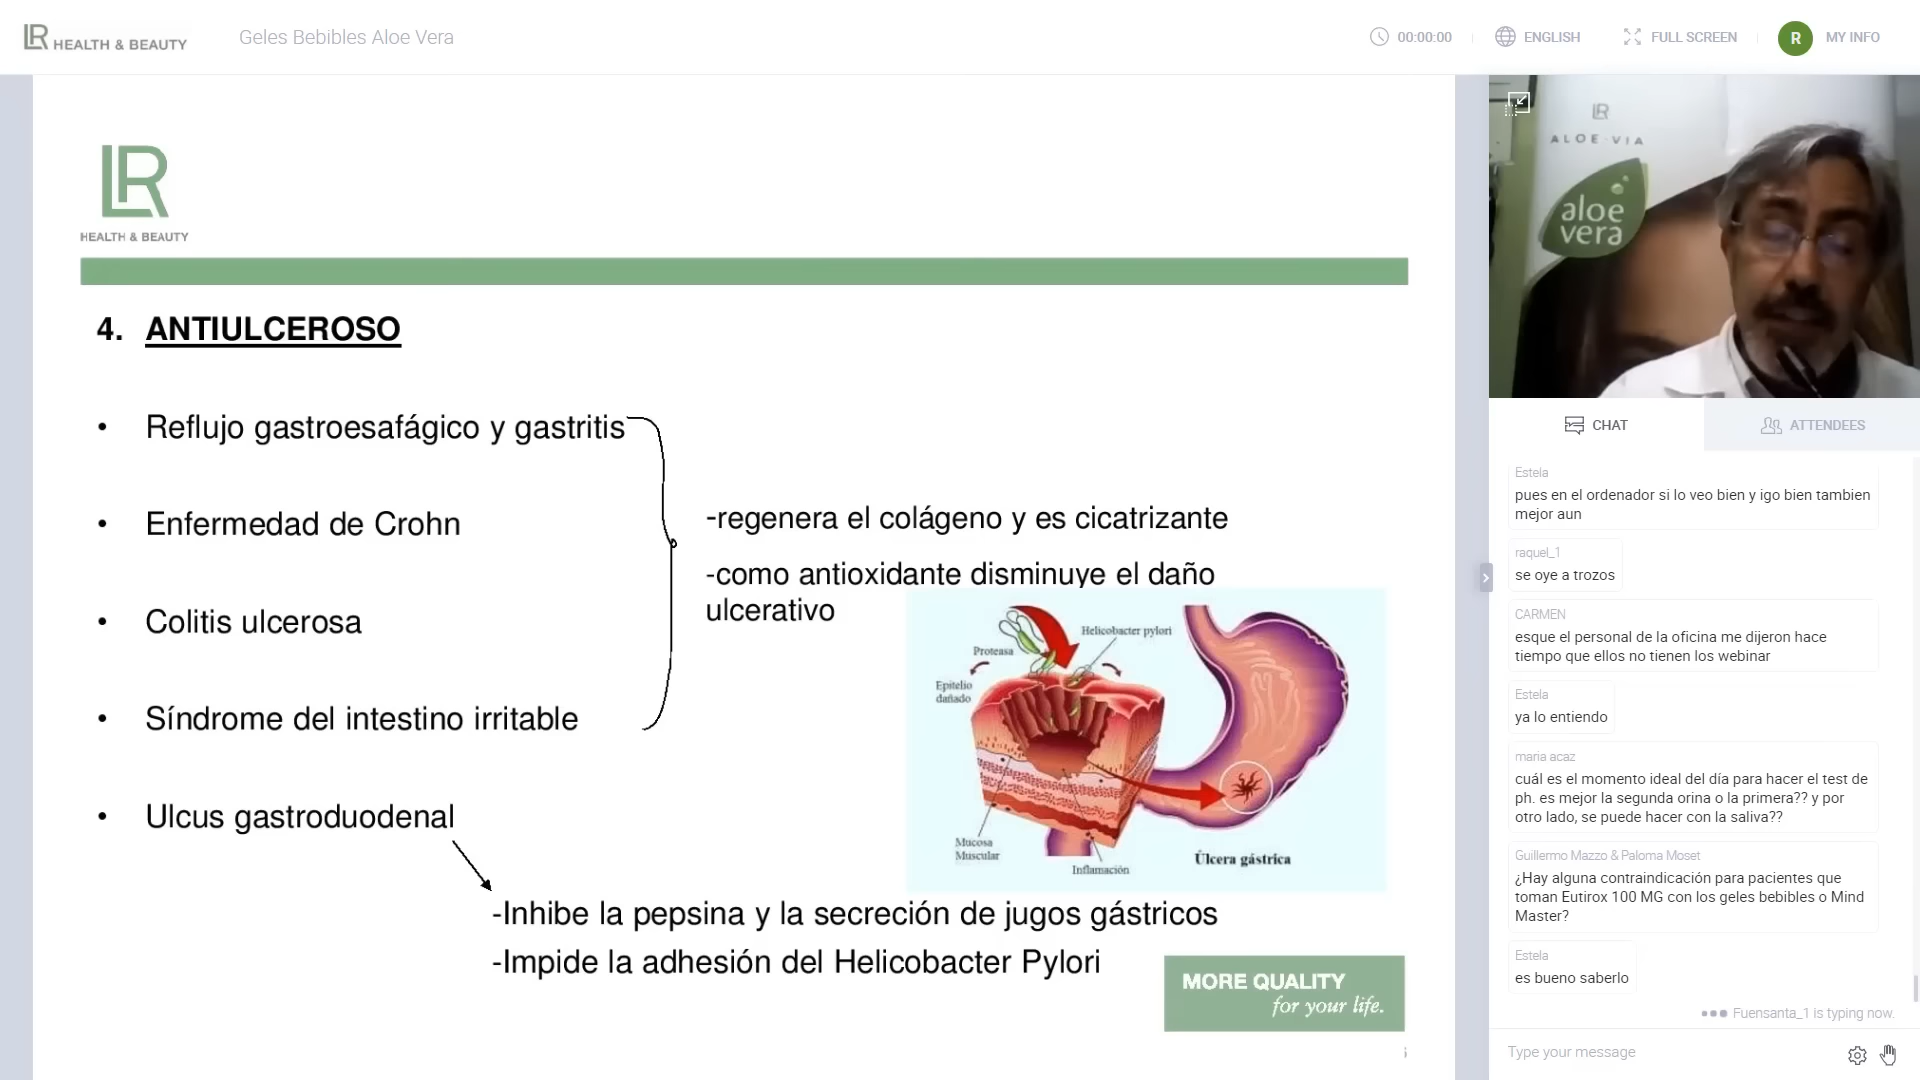 LR HEALTH & BEAUTY
Geles Bebibles Aloe Vera
00:00:00
ENGLISH
FULL SCREEN
R
MY INFO
LR
HEALTH & BEAUTY
4. ANTIULCEROSO
• Reflujo gastroesafágico y gastritis
• Enfermedad de Crohn
• Colitis ulcerosa
• Síndrome del intestino irritable
• Ulcus gastroduodenal
-regenera el colágeno y es cicatrizante
-como antioxidante disminuye el daño
ulcerativo
Helicobacter pylori
Proteasa
Epitelio
dañado
Mucosa
Muscular
Inflamación
Úlcera gástrica
-Inhibe la pepsina y la secreción de jugos gástricos
-Impide la adhesión del Helicobacter Pylori
MORE QUALITY
for your life.
LR
ALOE VIA
aloe
vera
CHAT
ATTENDEES
Estela
pues en el ordenador si lo veo bien y igo bien tambien
mejor aun
raquel_1
se oye a trozos
CARMEN
esque el personal de la oficina me dijeron hace
tiempo que ellos no tienen los webinar
Estela
ya lo entiendo
maria acaz
cuál es el momento ideal del día para hacer el test de
ph. es mejor la segunda orina o la primera?? y por
otro lado, se puede hacer con la saliva??
Guillermo Mazzo & Paloma Moset
¿Hay alguna contraindicación para pacientes que
toman Eutirox 100 MG con los geles bebibles o Mind
Master?
Estela
es bueno saberlo
Fuensanta_1 is typing now.
Type your message